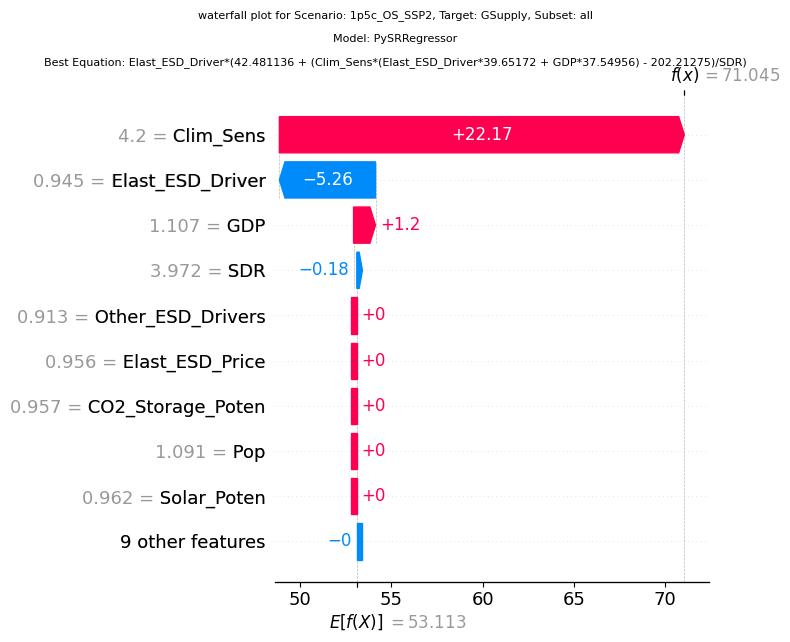 waterfall plot for Scenario: 1p5c_OS_SSP2, Target: GSupply, Subset: all
Model: PySRRegressor
Best Equation: Elast_ESD_Driver*(42.481136 + (Clim_Sens*(Elast_ESD_Driver*39.65172 + GDP*37.54956) - 202.21275)/SDR)
f(x) = 71.045
4.2 = Clim_Sens +22.17
0.945 = Elast_ESD_Driver −5.26
1.107 = GDP +1.2
3.972 = SDR −0.18
0.913 = Other_ESD_Drivers +0
0.956 = Elast_ESD_Price +0
0.957 = CO2_Storage_Poten +0
1.091 = Pop +0
0.962 = Solar_Poten +0
9 other features −0
50 55 60 65 70
E[f(X)] = 53.113